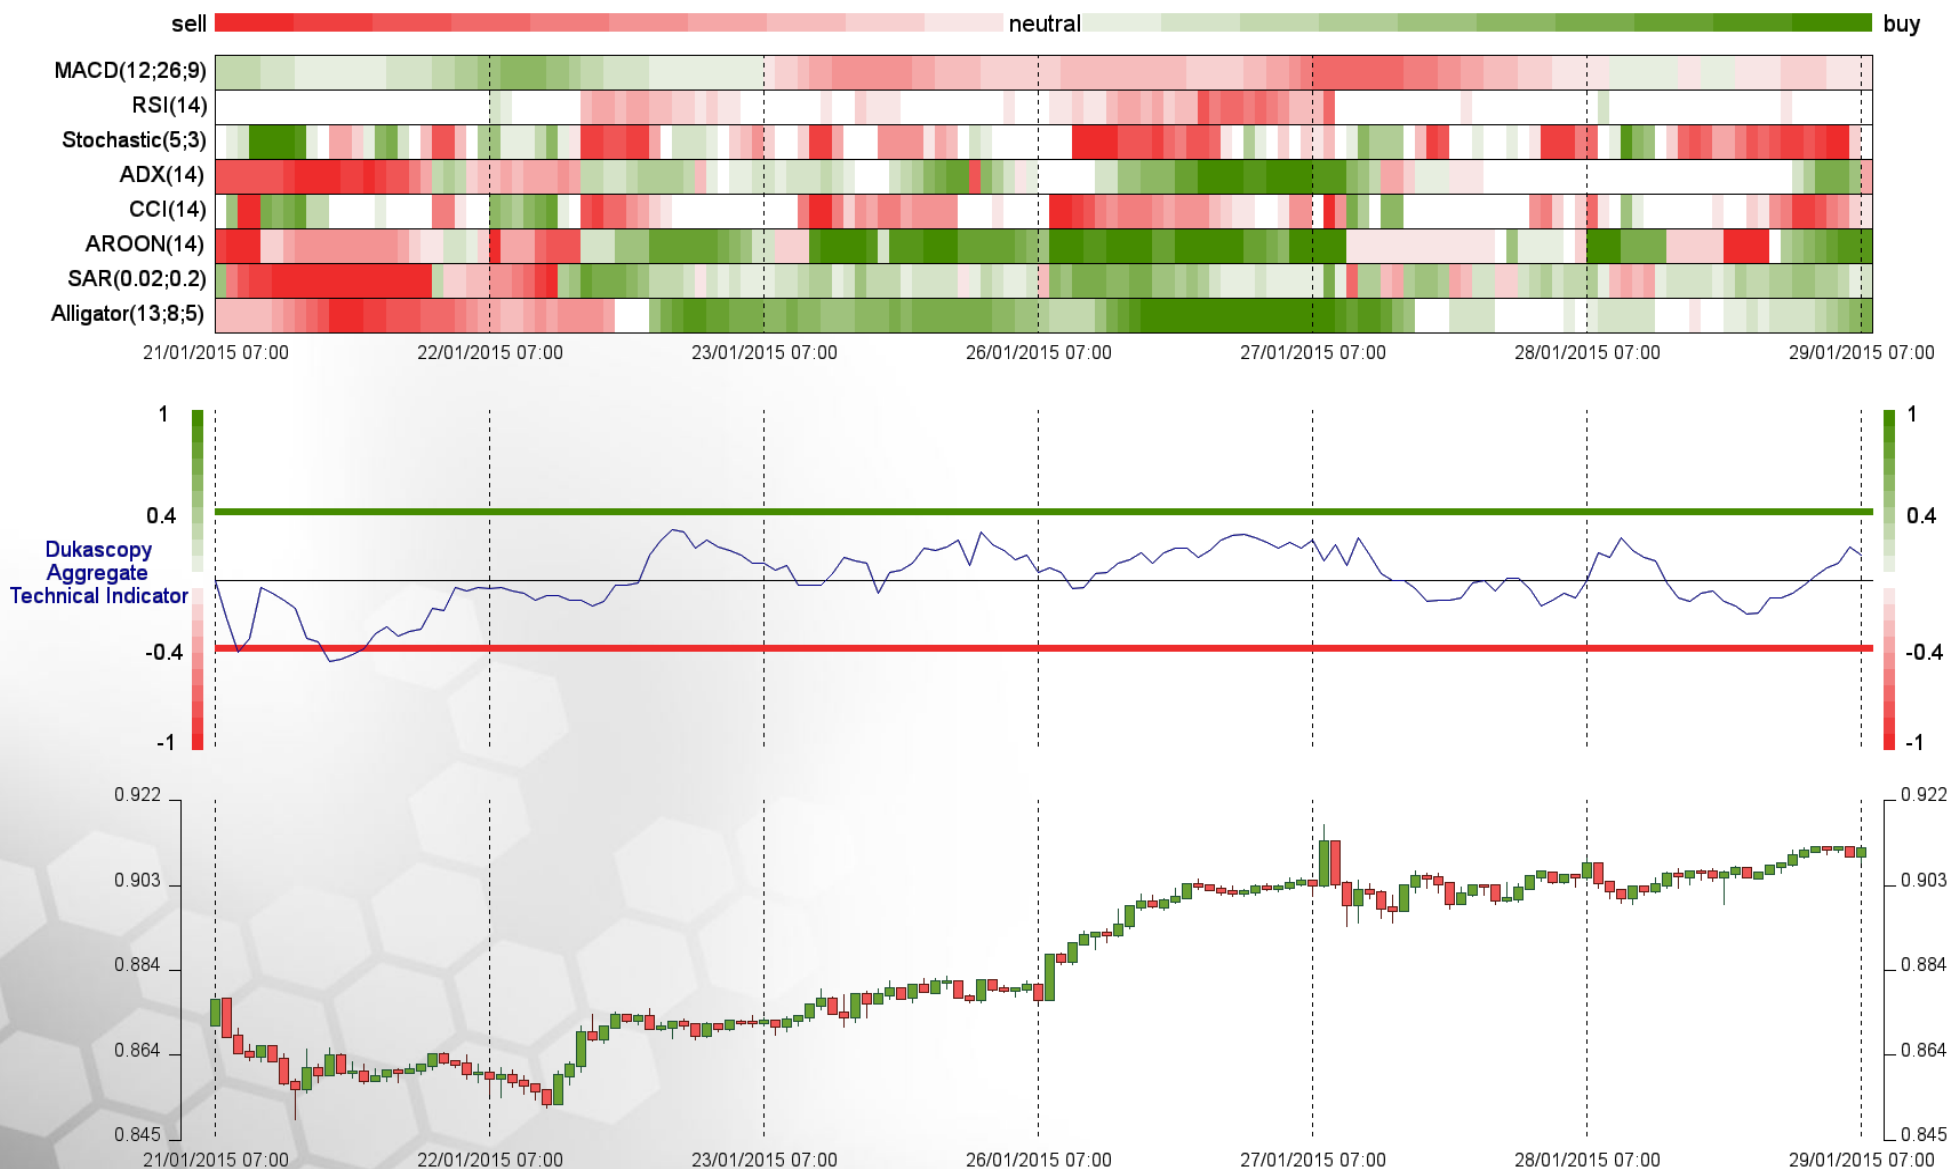 sell neutral buy
MACD(12;26;9)
RSI(14)
Stochastic(5;3)
ADX(14)
CCI(14)
AROON(14)
SAR(0.02;0.2)
Alligator(13;8;5)
21/01/2015 07:00 22/01/2015 07:00 23/01/2015 07:00 26/01/2015 07:00 27/01/2015 07:00 28/01/2015 07:00 29/01/2015 07:00
1 1
0.4 0.4
Dukascopy
Aggregate
Technical Indicator
-0.4 -0.4
-1 -1
0.922 0.922
0.903 0.903
0.884 0.884
0.864 0.864
0.845 0.845
21/01/2015 07:00 22/01/2015 07:00 23/01/2015 07:00 26/01/2015 07:00 27/01/2015 07:00 28/01/2015 07:00 29/01/2015 07:00